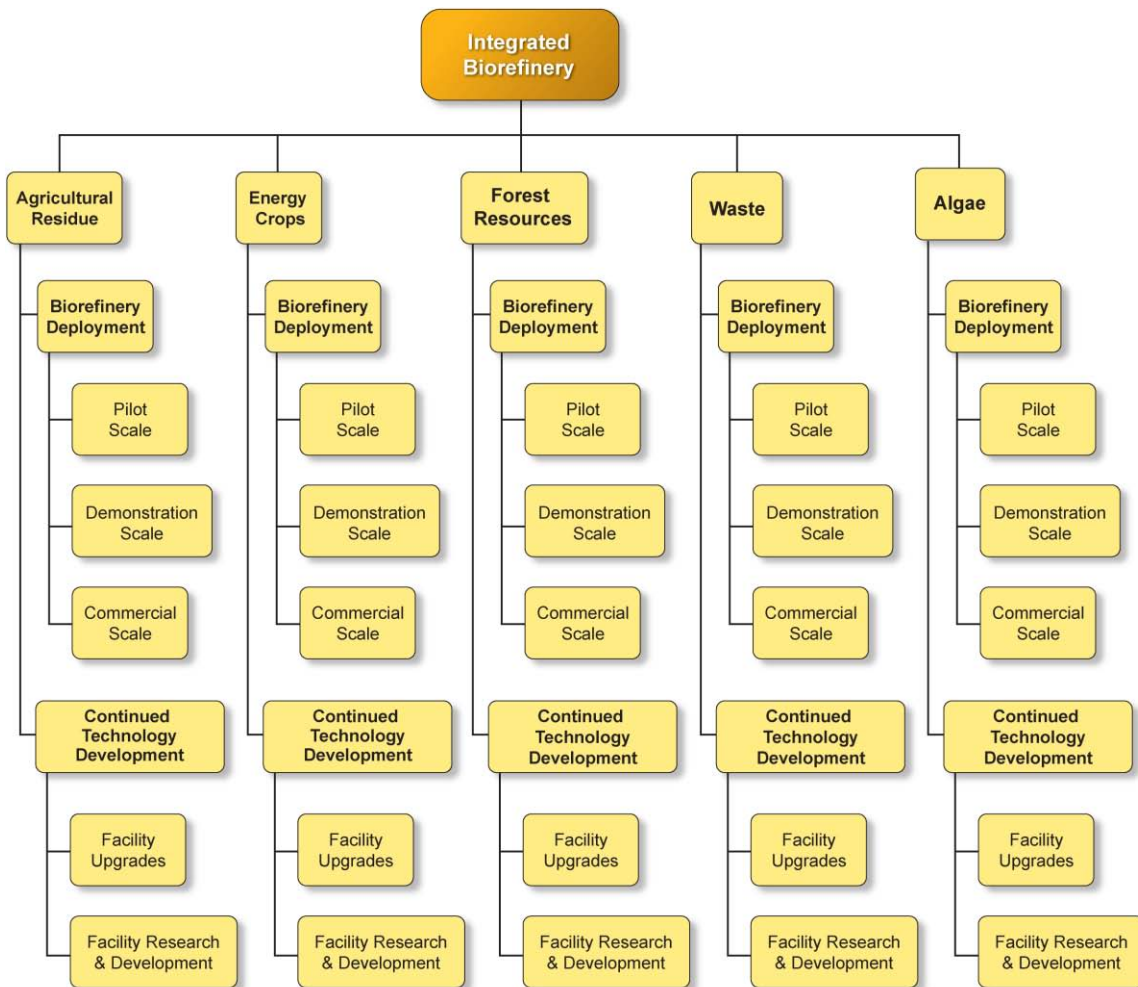 Integrated
Biorefinery
Agricultural
Residue
Biorefinery
Deployment
Pilot
Scale
Demonstration
Scale
Commercial
Scale
Continued
Technology
Development
Facility
Upgrades
Facility Research
& Development
Energy
Crops
Biorefinery
Deployment
Pilot
Scale
Demonstration
Scale
Commercial
Scale
Continued
Technology
Development
Facility
Upgrades
Facility Research
& Development
Forest
Resources
Biorefinery
Deployment
Pilot
Scale
Demonstration
Scale
Commercial
Scale
Continued
Technology
Development
Facility
Upgrades
Facility Research
& Development
Waste
Biorefinery
Deployment
Pilot
Scale
Demonstration
Scale
Commercial
Scale
Continued
Technology
Development
Facility
Upgrades
Facility Research
& Development
Algae
Biorefinery
Deployment
Pilot
Scale
Demonstration
Scale
Commercial
Scale
Continued
Technology
Development
Facility
Upgrades
Facility Research
& Development